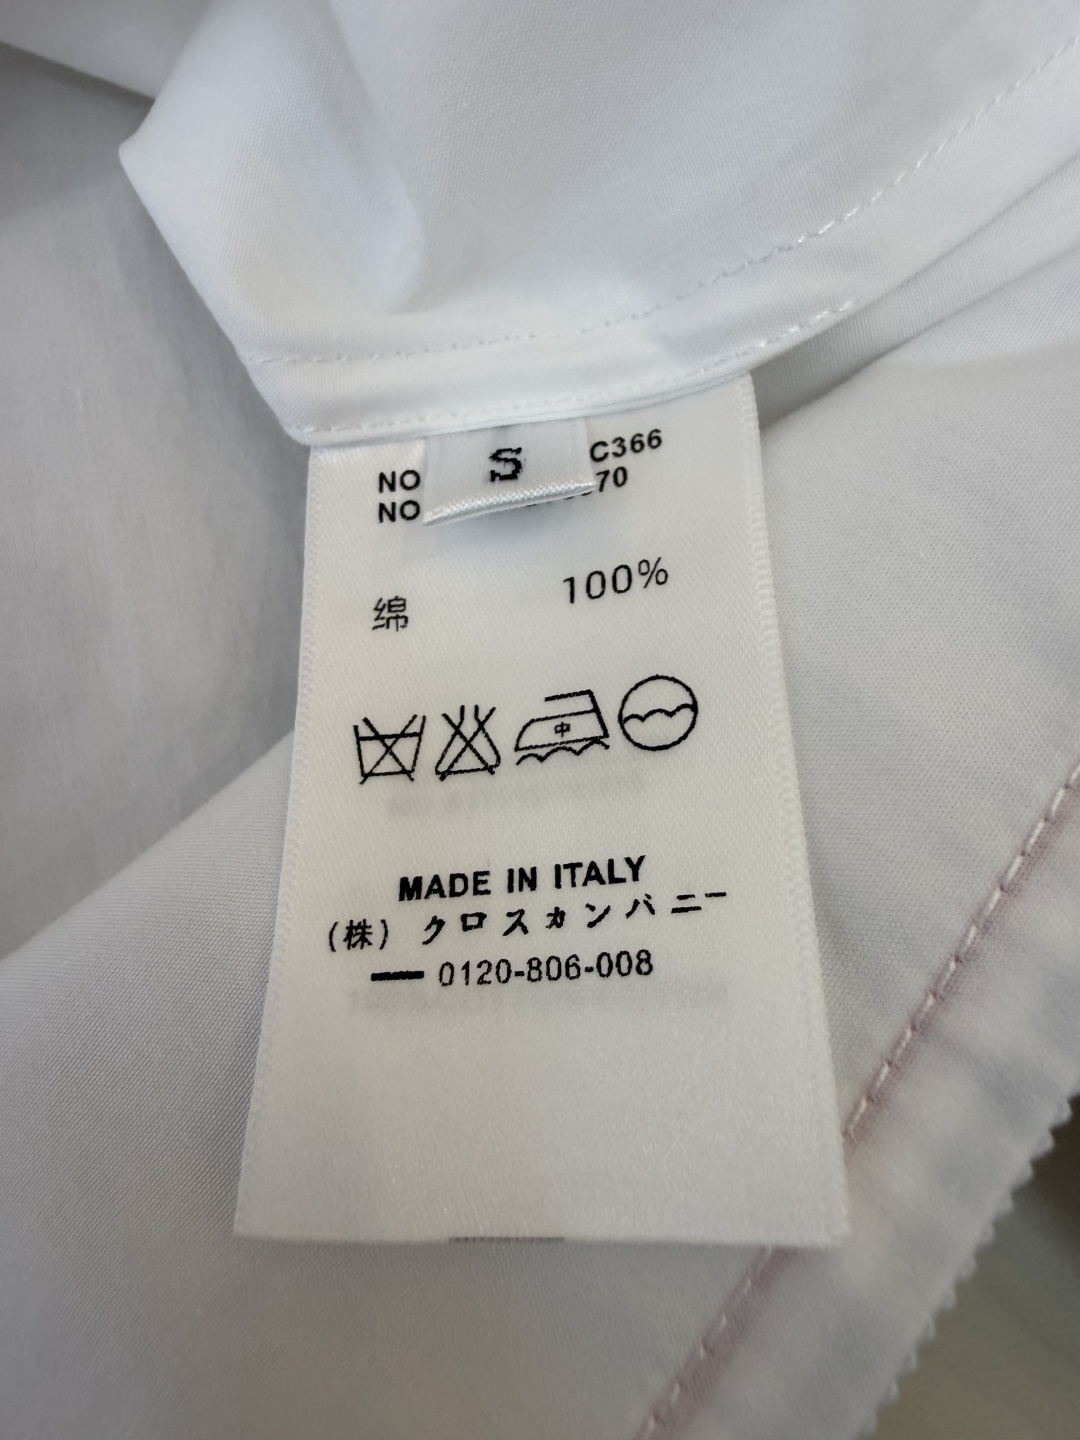 S
NO C366
NO 70
绵 100%
中
MADE IN ITALY
(株) クロスカンバニー
0120-806-008